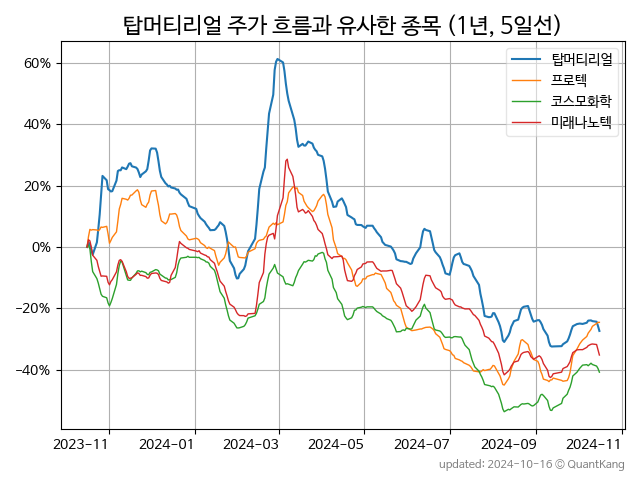 탑머티리얼 주가 흐름과 유사한 종목 (1년, 5일선)
탑머티리얼
프로텍
코스모화학
미래나노텍
60%
40%
20%
0%
−20%
−40%
2023−11 2024−01 2024−03 2024−05 2024−07 2024−09 2024−11
updated: 2024-10-16 © QuantKang